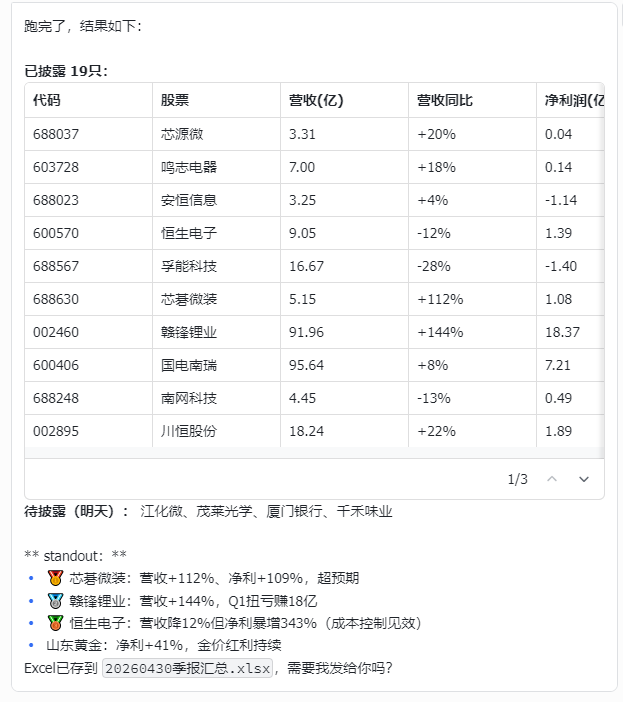 跑完了，结果如下：
已披露 19只：
代码 股票 营收(亿) 营收同比 净利润(亿
688037 芯源微 3.31 +20% 0.04
603728 鸣志电器 7.00 +18% 0.14
688023 安恒信息 3.25 +4% -1.14
600570 恒生电子 9.05 -12% 1.39
688567 孚能科技 16.67 -28% -1.40
688630 芯碁微装 5.15 +112% 1.08
002460 赣锋锂业 91.96 +144% 18.37
600406 国电南瑞 95.64 +8% 7.21
688248 南网科技 4.45 -13% 0.49
002895 川恒股份 18.24 +22% 1.89
1/3
待披露（明天）： 江化微、茂莱光学、厦门银行、千禾味业
** standout：**
🥇 芯碁微装：营收+112%、净利+109%，超预期
🥈 赣锋锂业：营收+144%，Q1扭亏赚18亿
🥉 恒生电子：营收降12%但净利暴增343%（成本控制见效）
山东黄金：净利+41%，金价红利持续
Excel已存到 20260430季报汇总.xlsx，需要我发给你吗？